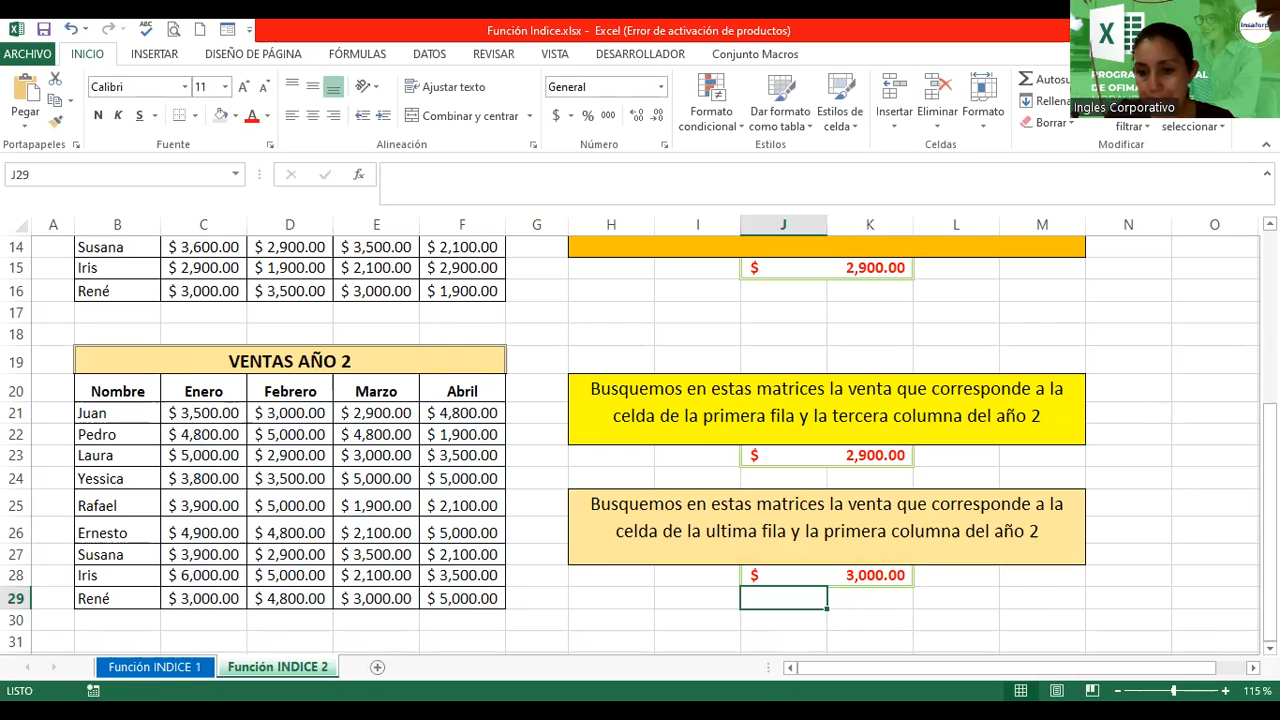 Función Indice.xlsx - Excel (Error de activación de productos)
ARCHIVO INICIO INSERTAR DISEÑO DE PÁGINA FÓRMULAS DATOS REVISAR VISTA DESARROLLADOR Conjunto Macros
Pegar
Portapapeles
Calibri 11
N K S
Fuente
Ajustar texto
Combinar y centrar
Alineación
General
$ % 000
Número
Formato condicional
Dar formato como tabla
Estilos de celda
Estilos
Insertar
Eliminar
Formato
Celdas
Autosu
Rellena
Borrar
filtrar
seleccionar
Modificar
Ingles Corporativo
J29
fx
A B C D E F G H I J K L M N O
14 Susana $ 3,600.00 $ 2,900.00 $ 3,500.00 $ 2,100.00
15 Iris $ 2,900.00 $ 1,900.00 $ 2,100.00 $ 2,900.00 $ 2,900.00
16 René $ 3,000.00 $ 3,500.00 $ 3,000.00 $ 1,900.00
17
18
19 VENTAS AÑO 2
20 Nombre Enero Febrero Marzo Abril
21 Juan $ 3,500.00 $ 3,000.00 $ 2,900.00 $ 4,800.00
22 Pedro $ 4,800.00 $ 5,000.00 $ 4,800.00 $ 1,900.00
23 Laura $ 5,000.00 $ 2,900.00 $ 3,000.00 $ 3,500.00
24 Yessica $ 3,800.00 $ 3,500.00 $ 5,000.00 $ 5,000.00
25 Rafael $ 3,900.00 $ 5,000.00 $ 1,900.00 $ 2,100.00
26 Ernesto $ 4,900.00 $ 4,800.00 $ 2,100.00 $ 5,000.00
27 Susana $ 3,900.00 $ 2,900.00 $ 3,500.00 $ 2,100.00
28 Iris $ 6,000.00 $ 5,000.00 $ 2,100.00 $ 3,500.00
29 René $ 3,000.00 $ 4,800.00 $ 3,000.00 $ 5,000.00
30
31
Busquemos en estas matrices la venta que corresponde a la
celda de la primera fila y la tercera columna del año 2
$ 2,900.00
Busquemos en estas matrices la venta que corresponde a la
celda de la ultima fila y la primera columna del año 2
$ 3,000.00
Función INDICE 1 Función INDICE 2
LISTO
115 %